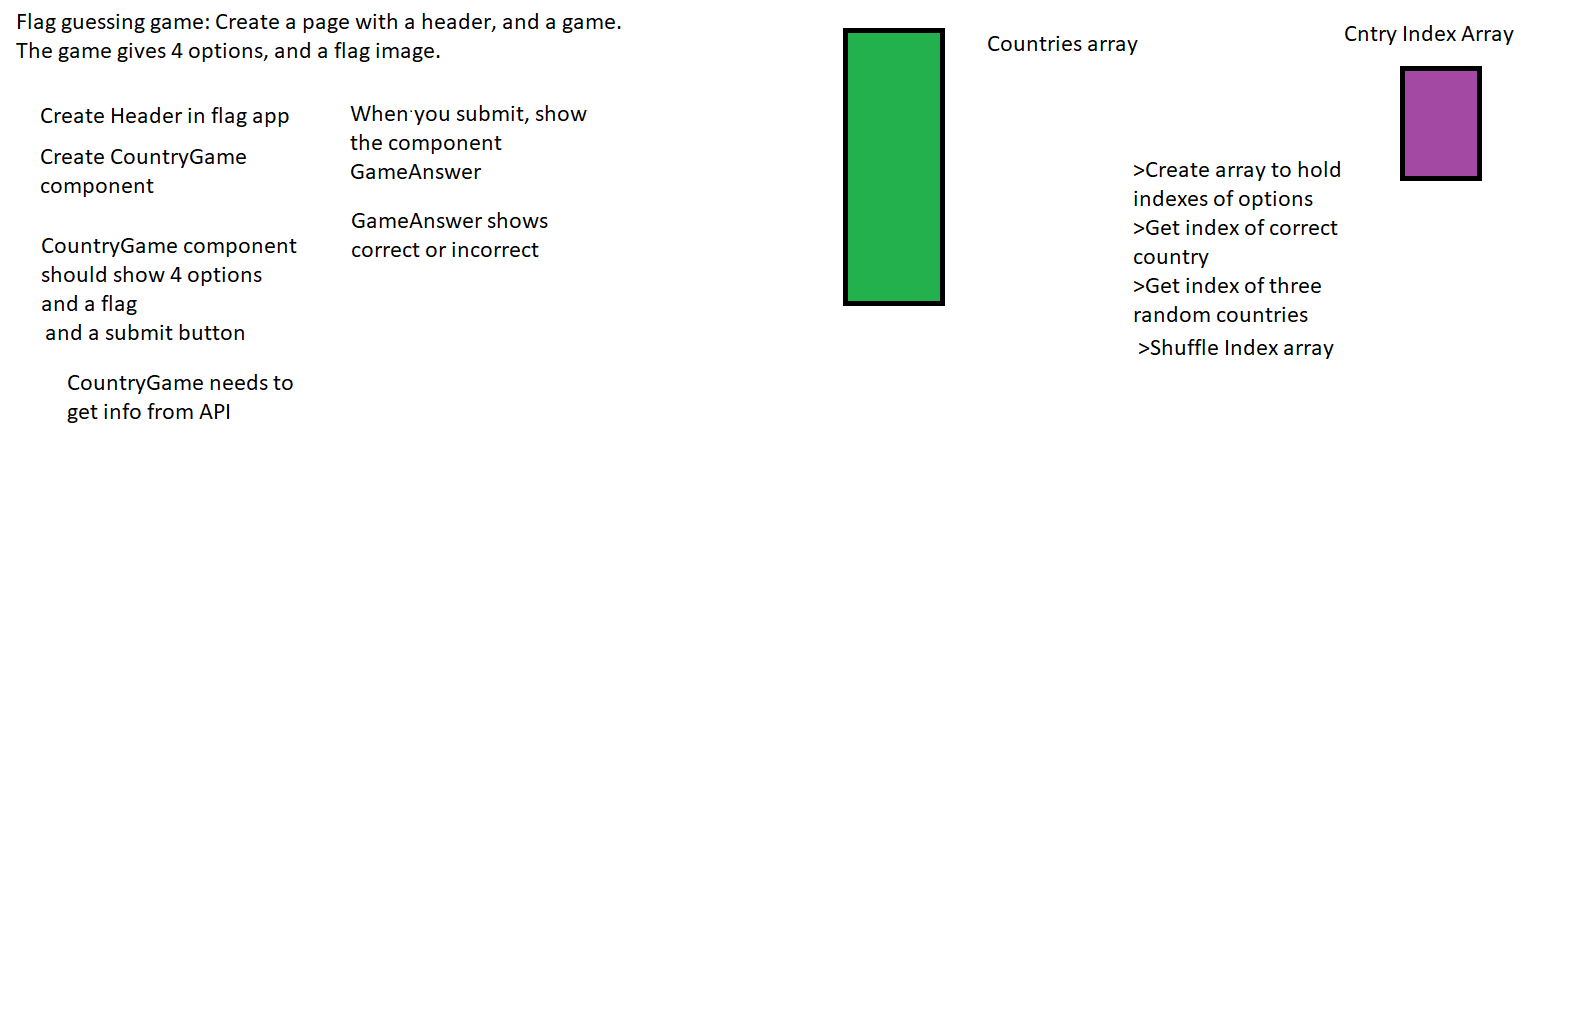 Flag guessing game: Create a page with a header, and a game.
The game gives 4 options, and a flag image.
Create Header in flag app
Create CountryGame
component
CountryGame component
should show 4 options
and a flag
and a submit button
CountryGame needs to
get info from API
When you submit, show
the component
GameAnswer
GameAnswer shows
correct or incorrect
Countries array
Cntry Index Array
>Create array to hold
indexes of options
>Get index of correct
country
>Get index of three
random countries
>Shuffle Index array